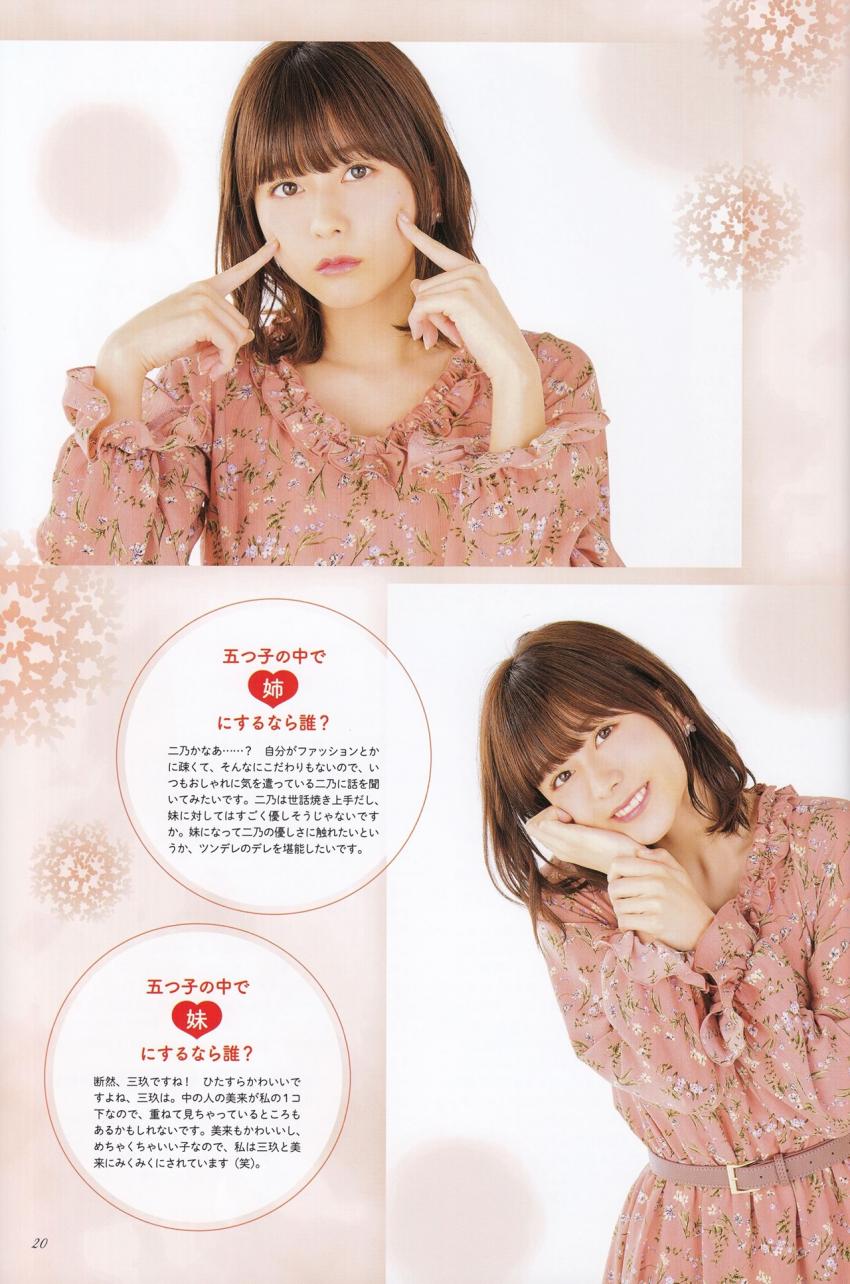 五つ子の中で
姉
にするなら誰？
二乃かなあ……？　自分がファッションとか
に疎くて、そんなにこだわりもないので、い
つもおしゃれに気を遣っている二乃に話を聞
いてみたいです。二乃は世話焼き上手だし、
妹に対してはすごく優しそうじゃないです
か。妹になって二乃の優しさに触れたいとい
うか、ツンデレのデレを堪能したいです。
五つ子の中で
妹
にするなら誰？
断然、三玖ですね！　ひたすらかわいいで
すよね、三玖は。中の人の美来が私の1コ
下なので、重ねて見ちゃっているところも
あるかもしれないです。美来もかわいいし、
めちゃくちゃいい子なので、私は三玖と美
来にみくみくにされています（笑）。
20